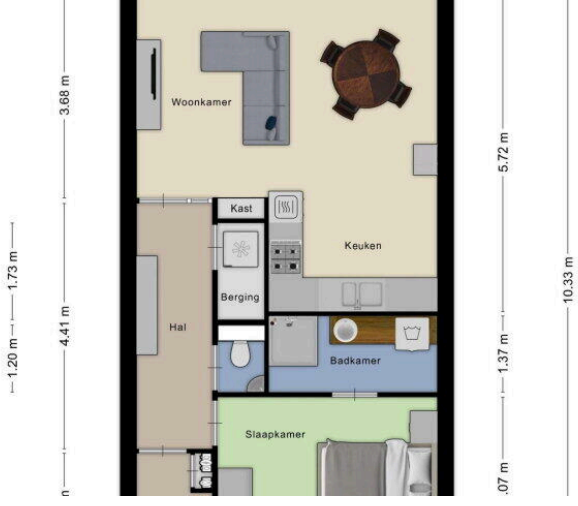 3.68 m
Woonkamer
5.72 m
Kast
Keuken
1.73 m
10.33 m
Berging
4.41 m
Hal
1.20 m
1.37 m
Badkamer
Slaapkamer
.07 m